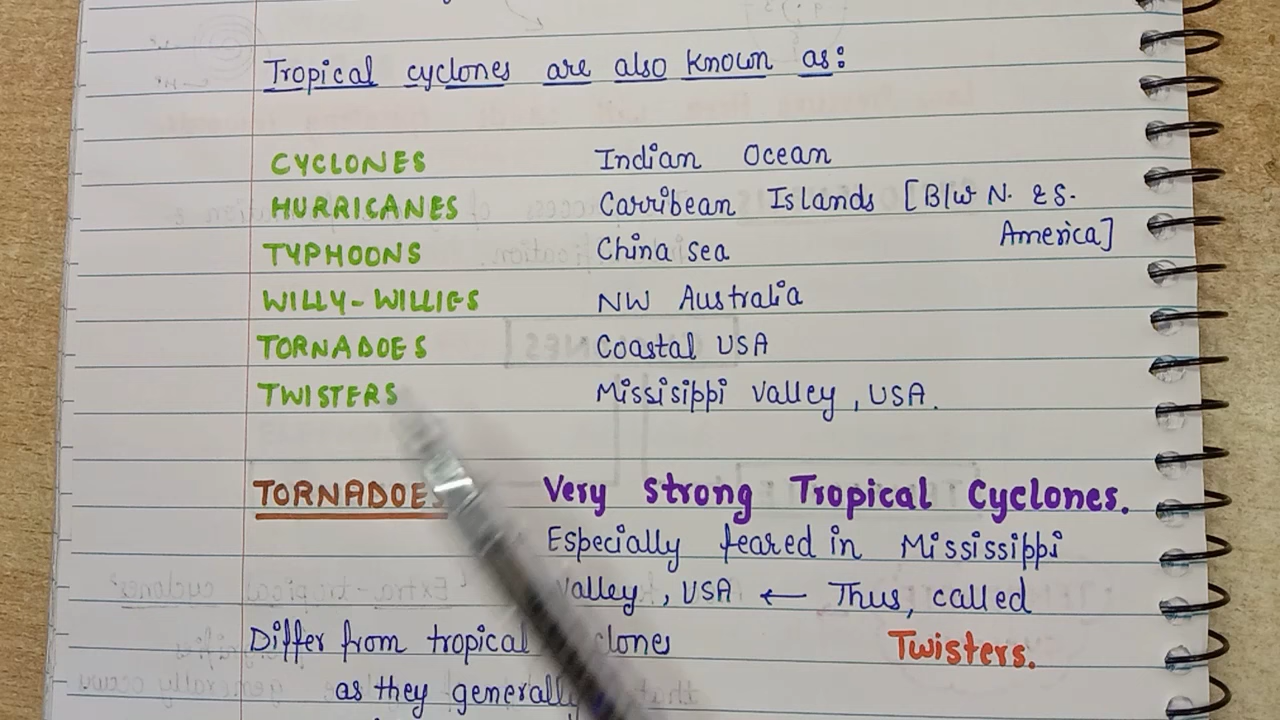 Tropical cyclones are also known as:
CYCLONES Indian Ocean
HURRICANES Carribean Islands [B/w N. & S.
America]
TYPHOONS China sea
WILLY-WILLIES NW Australia
TORNADOES Coastal USA
TWISTERS Missisippi Valley, USA.
TORNADOE Very strong Tropical Cyclones.
Especially feared in Mississippi
Valley, USA ← Thus, called
Differ from tropical clones Twisters.
as they generally